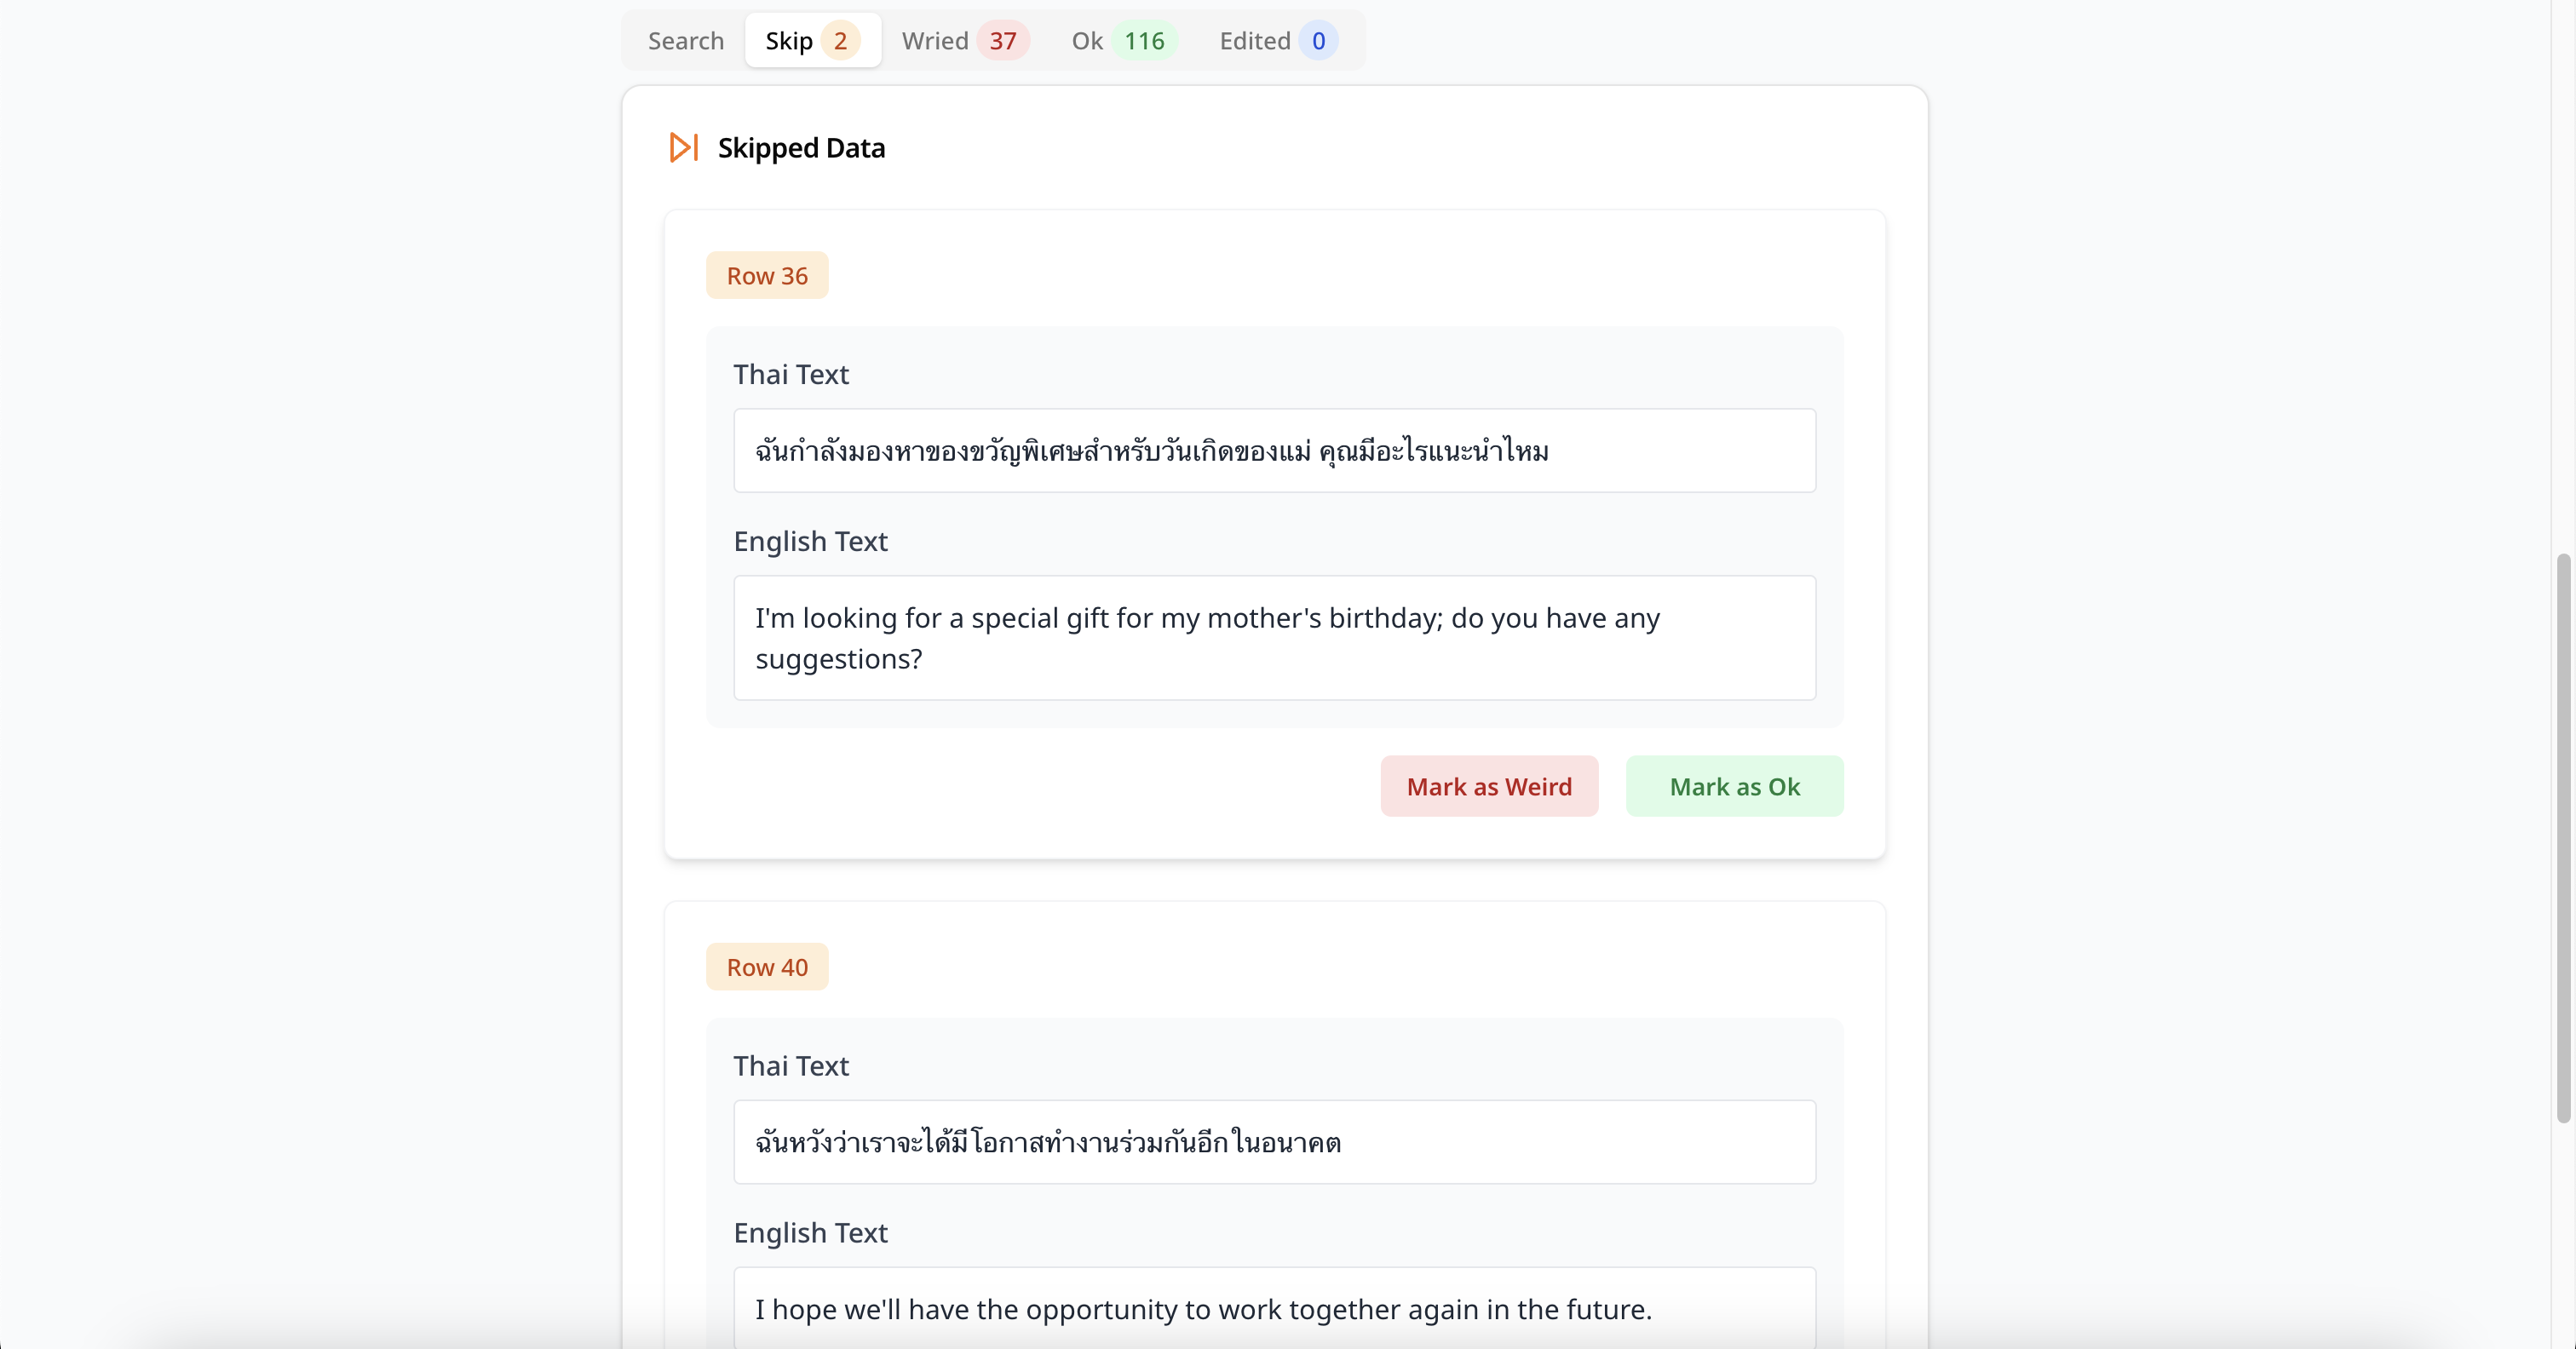 Search Skip 2 Wried 37 Ok 116 Edited 0
Skipped Data
Row 36
Thai Text
ฉันกำลังมองหาของขวัญพิเศษสำหรับวันเกิดของแม่ คุณมีอะไรแนะนำไหม
English Text
I'm looking for a special gift for my mother's birthday; do you have any
suggestions?
Mark as Weird Mark as Ok
Row 40
Thai Text
ฉันหวังว่าเราจะได้มีโอกาสทำงานร่วมกันอีกในอนาคต
English Text
I hope we'll have the opportunity to work together again in the future.